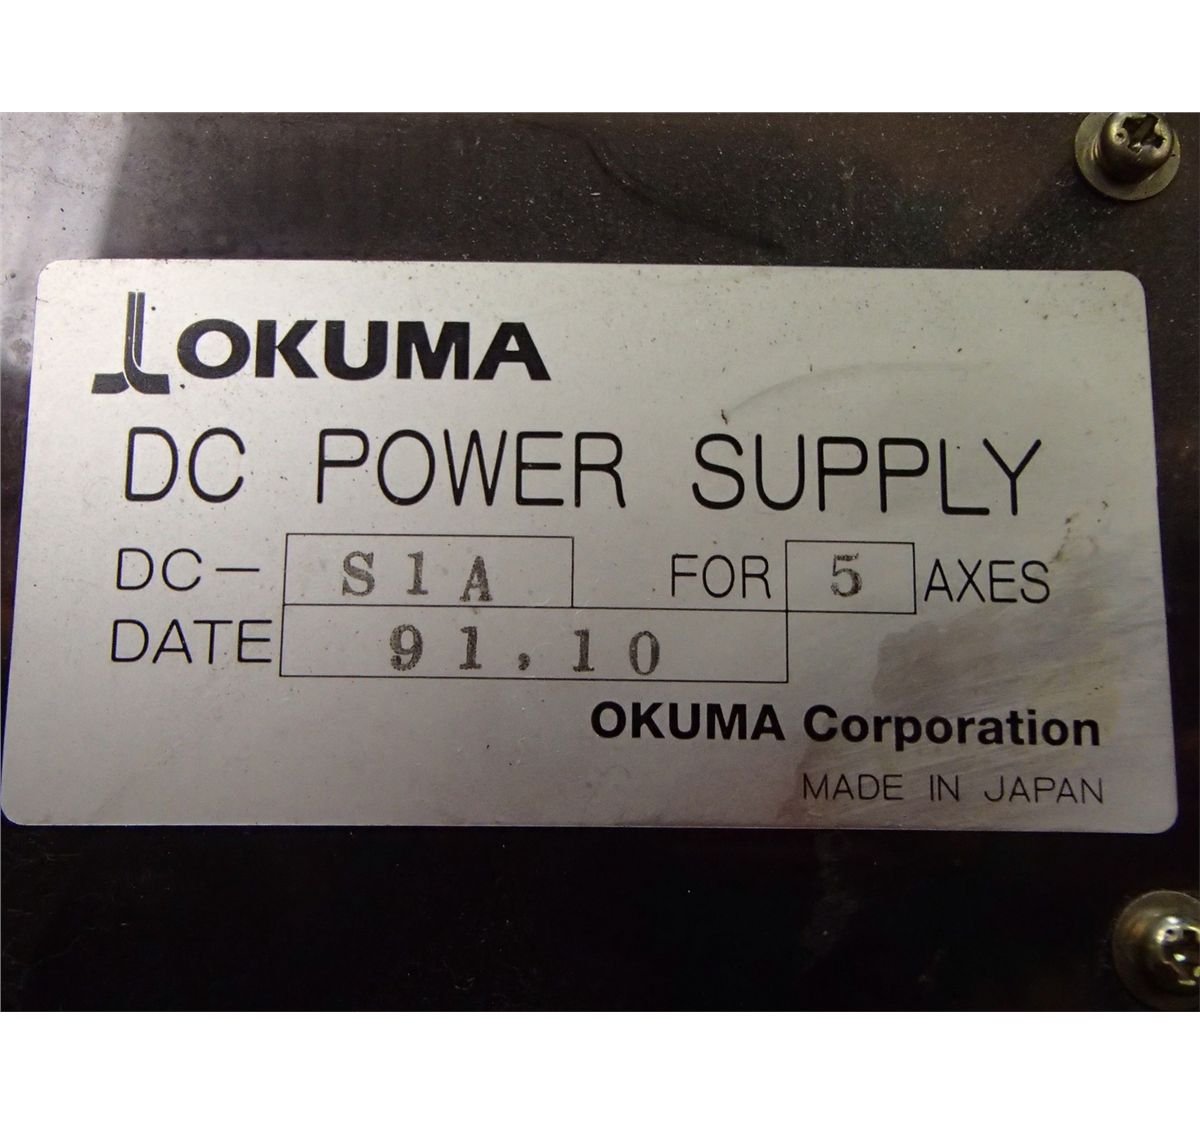 OKUMA
DC POWER SUPPLY
DC- S1A FOR 5 AXES
DATE 91.10
OKUMA Corporation
MADE IN JAPAN